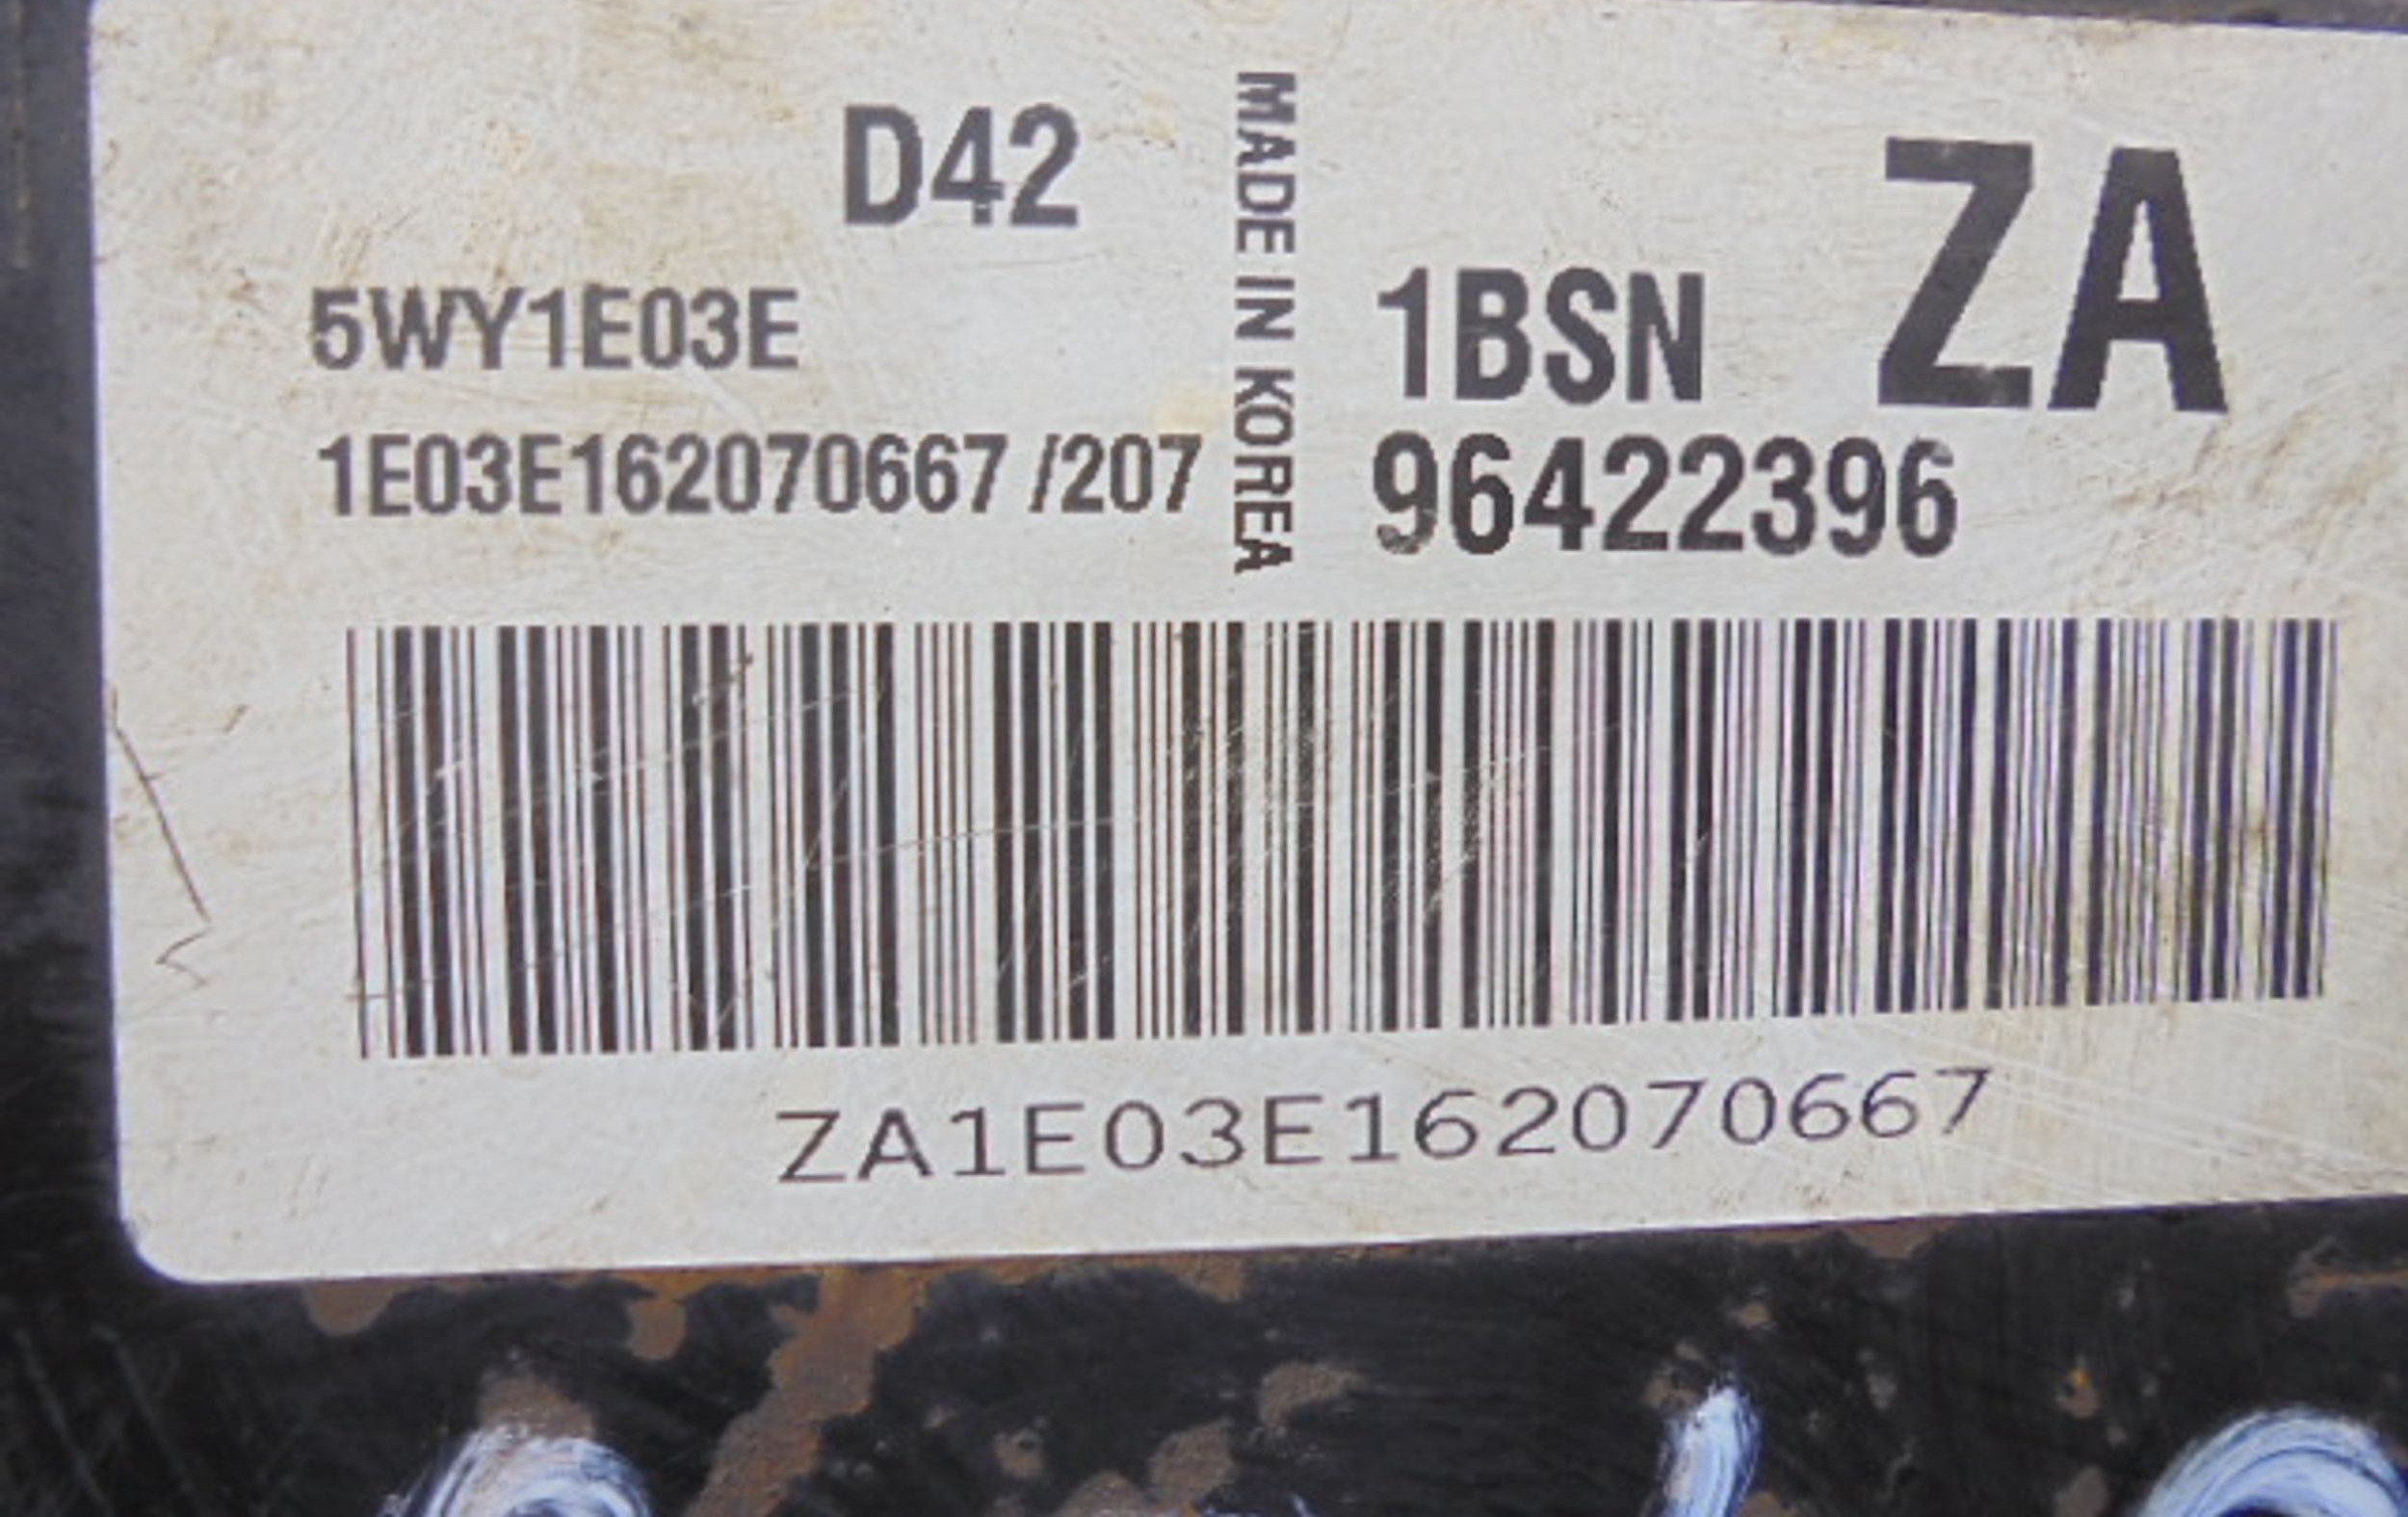 D42
5WY1E03E
1E03E162070667 /207
MADE IN KOREA
ZA
1BSN
96422396
ZA1E03E162070667